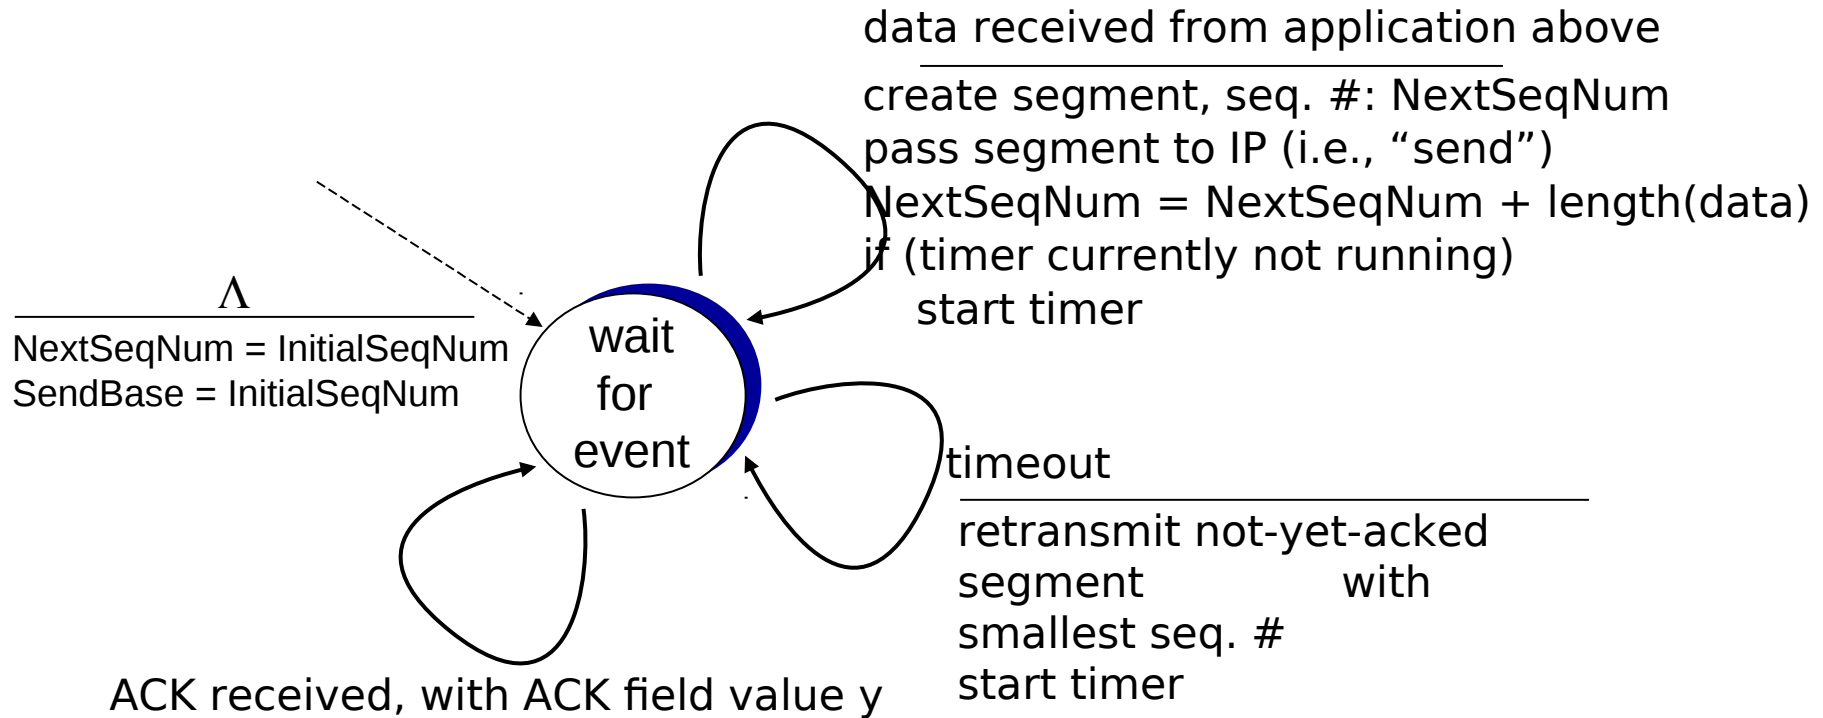 data received from application above
create segment, seq. #: NextSeqNum
pass segment to IP (i.e., “send”)
NextSeqNum = NextSeqNum + length(data)
if (timer currently not running)
start timer
Λ
NextSeqNum = InitialSeqNum
SendBase = InitialSeqNum
wait
for
event
timeout
retransmit not-yet-acked
segment with
smallest seq. #
start timer
ACK received, with ACK field value y